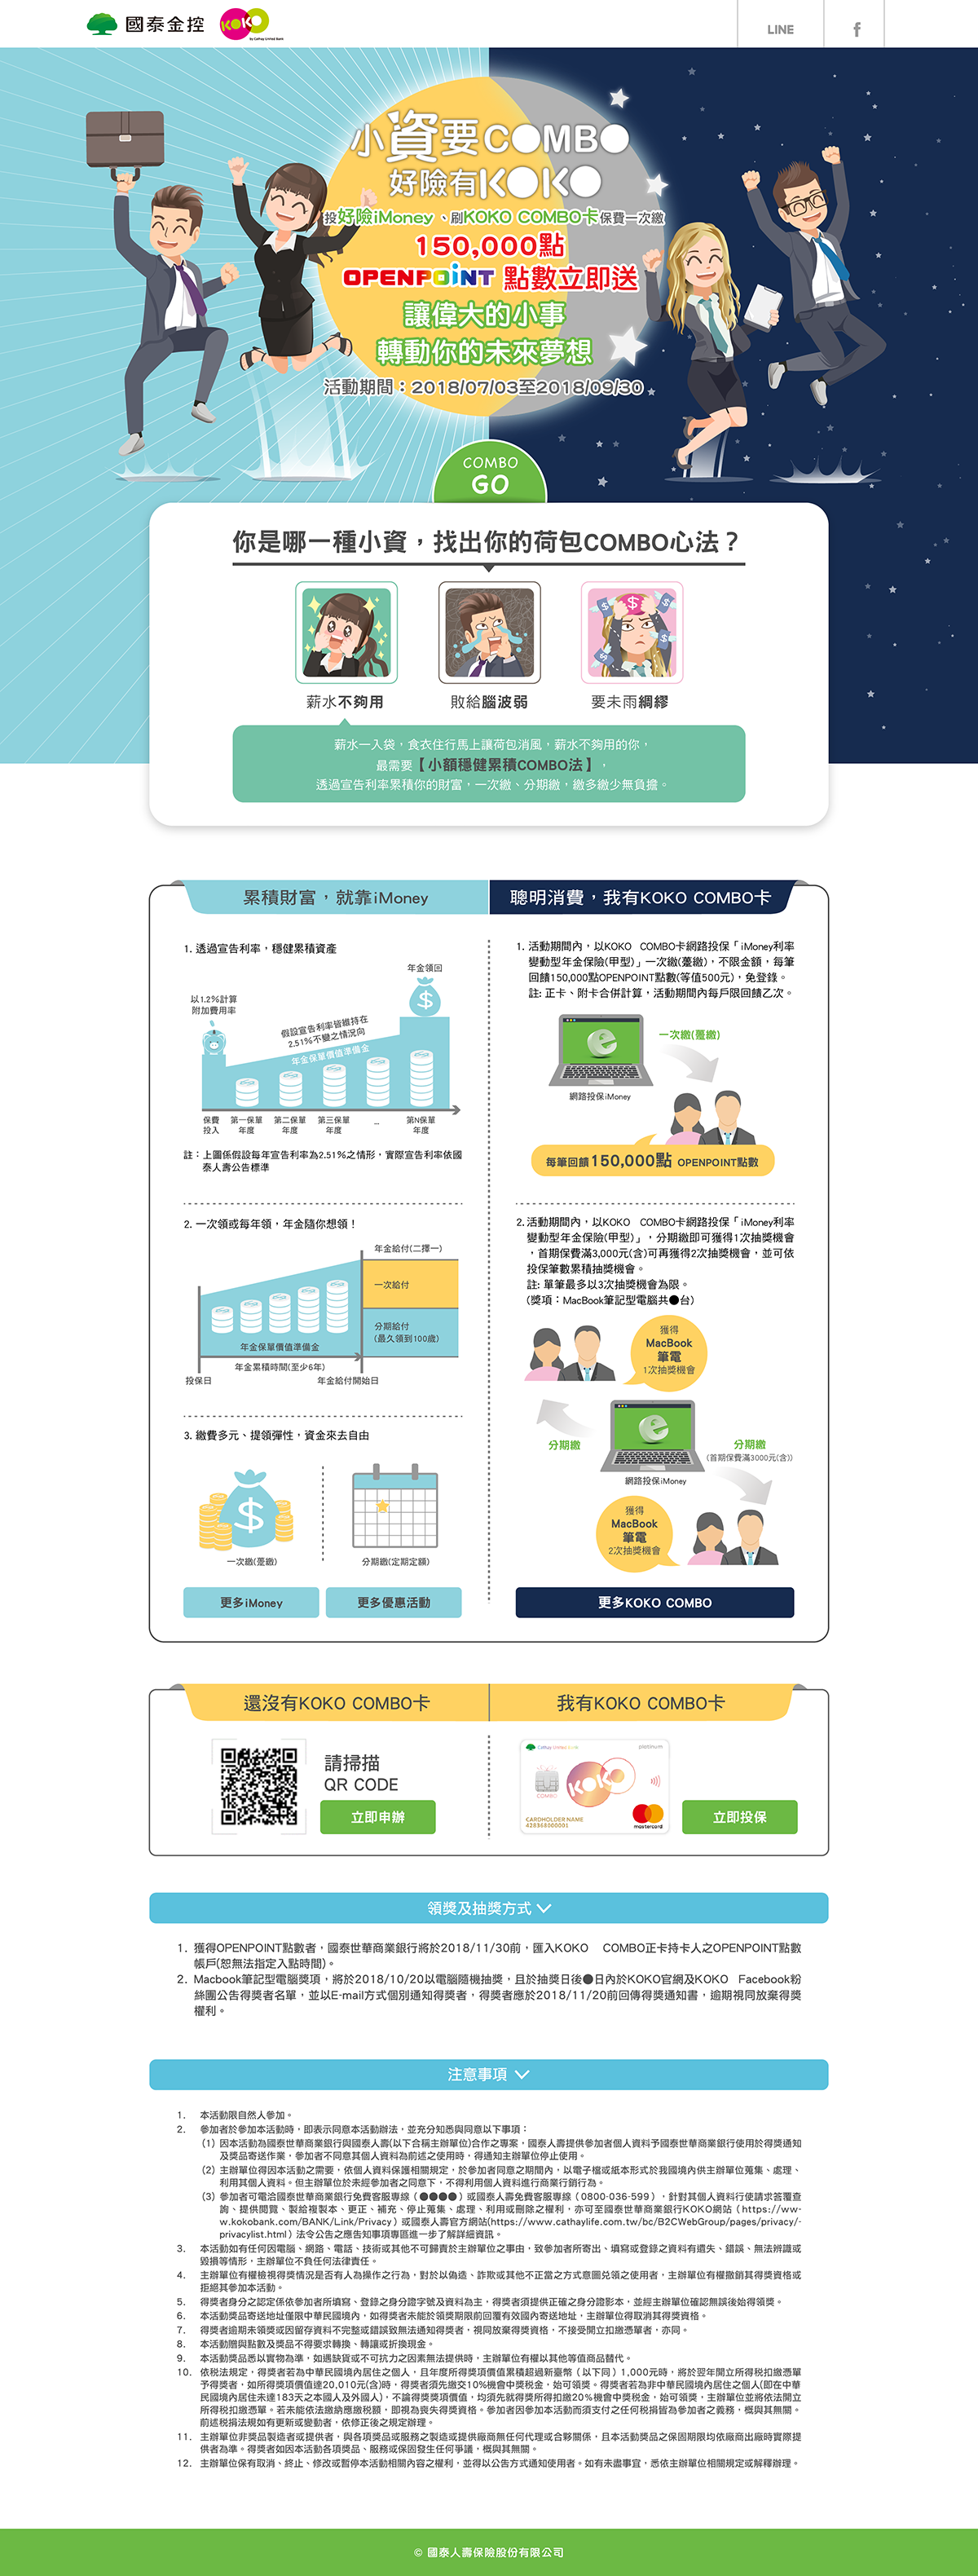 國泰金控 KOKO by Cathay United Bank
LINE f
小資要COMBO
好險有KOKO
投好險iMoney、刷KOKO COMBO卡保費一次繳
150,000點
OPENPOINT 點數立即送
讓偉大的小事
轉動你的未來夢想
活動期間：2018/07/03至2018/09/30
COMBO
GO
你是哪一種小資，找出你的荷包COMBO心法？
薪水不夠用 敗給腦波弱 要未雨綢繆
薪水一入袋，食衣住行馬上讓荷包消風，薪水不夠用的你，
最需要【小額穩健累積COMBO法】，
透過宣告利率累積你的財富，一次繳、分期繳，繳多繳少無負擔。
累積財富，就靠iMoney
1. 透過宣告利率，穩健累積資產
年金領回
以1.2%計算
附加費用率
假設宣告利率皆維持在
2.51%不變之情況向
年金保單價值準備金
保費 第一保單 第二保單 第三保單 ... 第N保單
投入 年度 年度 年度 年度
註：上圖係假設每年宣告利率為2.51%之情形，實際宣告利率依國
泰人壽公告標準
2. 一次領或每年領，年金隨你想領！
年金給付(二擇一)
一次給付
分期給付
(最久領到100歲)
年金保單價值準備金
年金累積時間(至少6年)
投保日 年金給付開始日
3. 繳費多元、提領彈性，資金來去自由
一次繳(躉繳) 分期繳(定期定額)
更多iMoney 更多優惠活動
聰明消費，我有KOKO COMBO卡
1. 活動期間內，以KOKO COMBO卡網路投保「iMoney利率
變動型年金保險(甲型)」一次繳(躉繳)，不限金額，每筆
回饋150,000點OPENPOINT點數(等值500元)，免登錄。
註: 正卡、附卡合併計算，活動期間內每戶限回饋乙次。
一次繳(躉繳)
網路投保iMoney
每筆回饋150,000點 OPENPOINT點數
2. 活動期間內，以KOKO COMBO卡網路投保「iMoney利率
變動型年金保險(甲型)」，分期繳即可獲得1次抽獎機會
，首期保費滿3,000元(含)可再獲得2次抽獎機會，並可依
投保筆數累積抽獎機會。
註: 單筆最多以3次抽獎機會為限。
(獎項：MacBook筆記型電腦共●台)
獲得
MacBook
筆電
1次抽獎機會
分期繳
分期繳
(首期保費滿3000元(含))
網路投保iMoney
獲得
MacBook
筆電
2次抽獎機會
更多KOKO COMBO
還沒有KOKO COMBO卡
請掃描
QR CODE
立即申辦
我有KOKO COMBO卡
Cathay United Bank platinum
COMBO
KOKO
CARDHOLDER NAME
mastercard
立即投保
領獎及抽獎方式
1. 獲得OPENPOINT點數者，國泰世華商業銀行將於2018/11/30前，匯入KOKO COMBO正卡持卡人之OPENPOINT點數
帳戶(恕無法指定入點時間)。
2. Macbook筆記型電腦獎項，將於2018/10/20以電腦隨機抽獎，且於抽獎日後●日內於KOKO官網及KOKO Facebook粉
絲團公告得獎者名單，並以E-mail方式個別通知得獎者，得獎者應於2018/11/20前回傳得獎通知書，逾期視同放棄得獎
權利。
注意事項
1. 本活動限自然人參加。
2. 參加者於參加本活動時，即表示同意本活動辦法，並充分知悉與同意以下事項：
(1) 因本活動為國泰世華商業銀行與國泰人壽(以下合稱主辦單位)合作之專案，國泰人壽提供參加者個人資料予國泰世華商業銀行使用於得獎通知
及獎品寄送作業，參加者不同意其個人資料為前述之使用時，得通知主辦單位停止使用。
(2) 主辦單位得因本活動之需要，依個人資料保護相關規定，於參加者同意之期間內，以電子檔或紙本形式於我國境內供主辦單位蒐集、處理、
利用其個人資料。但主辦單位於未經參加者之同意下，不得利用個人資料進行商業行銷行為。
(3) 參加者可電洽國泰世華商業銀行免費客服專線（●●●●）或國泰人壽免費客服專線（0800-036-599），針對其個人資料行使請求答覆查
詢、提供閱覽、製給複製本、更正、補充、停止蒐集、處理、利用或刪除之權利，亦可至國泰世華商業銀行KOKO網站（https://ww-
w.kokobank.com/BANK/Link/Privacy）或國泰人壽官方網站(https://www.cathaylife.com.tw/bc/B2CWebGroup/pages/privacy/-
privacylist.html）法令公告之應告知事項專區進一步了解詳細資訊。
3. 本活動如有任何因電腦、網路、電話、技術或其他不可歸責於主辦單位之事由，致參加者所寄出、填寫或登錄之資料有遺失、錯誤、無法辨識或
毀損等情形，主辦單位不負任何法律責任。
4. 主辦單位有權檢視得獎情況是否有人為操作之行為，對於以偽造、詐欺或其他不正當之方式意圖兌領之使用者，主辦單位有權撤銷其得獎資格或
拒絕其參加本活動。
5. 得獎者身分之認定係依參加者所填寫、登錄之身分證字號及資料為主，得獎者須提供正確之身分證影本，並經主辦單位確認無誤後始得領獎。
6. 本活動獎品寄送地址僅限中華民國境內，如得獎者未能於領獎期限前回覆有效國內寄送地址，主辦單位得取消其得獎資格。
7. 得獎者逾期未領獎或因留存資料不完整或錯誤致無法通知得獎者，視同放棄得獎資格，不接受開立扣繳憑單者，亦同。
8. 本活動贈與點數及獎品不得要求轉換、轉讓或折換現金。
9. 本活動獎品悉以實物為準，如遇缺貨或不可抗力之因素無法提供時，主辦單位有權以其他等值商品替代。
10. 依稅法規定，得獎者若為中華民國境內居住之個人，且年度所得獎項價值累積超過新臺幣（以下同）1,000元時，將於翌年開立所得稅扣繳憑單
予得獎者，如所得獎項價值達20,010元(含)時，得獎者須先繳交10%機會中獎稅金，始可領獎。得獎者若為非中華民國境內居住之個人(即在中華
民國境內居住未達183天之本國人及外國人)，不論得獎獎項價值，均須先就得獎所得扣繳20%機會中獎稅金，始可領獎，主辦單位並將依法開立
所得稅扣繳憑單。若未能依法繳納應繳稅額，即視為喪失得獎資格。參加者因參加本活動而須支付之任何稅捐皆為參加者之義務，概與其無關。
前述稅捐法規如有更新或變動者，依修正後之規定辦理。
11. 主辦單位非獎品製造者或提供者，與各項獎品或服務之製造或提供廠商無任何代理或合夥關係，且本活動獎品之保固期限均依廠商出廠時實際提
供者為準。得獎者如因本活動各項獎品、服務或保固發生任何爭議，概與其無關。
12. 主辦單位保有取消、終止、修改或暫停本活動相關內容之權利，並得以公告方式通知使用者。如有未盡事宜，悉依主辦單位相關規定或解釋辦理。
© 國泰人壽保險股份有限公司